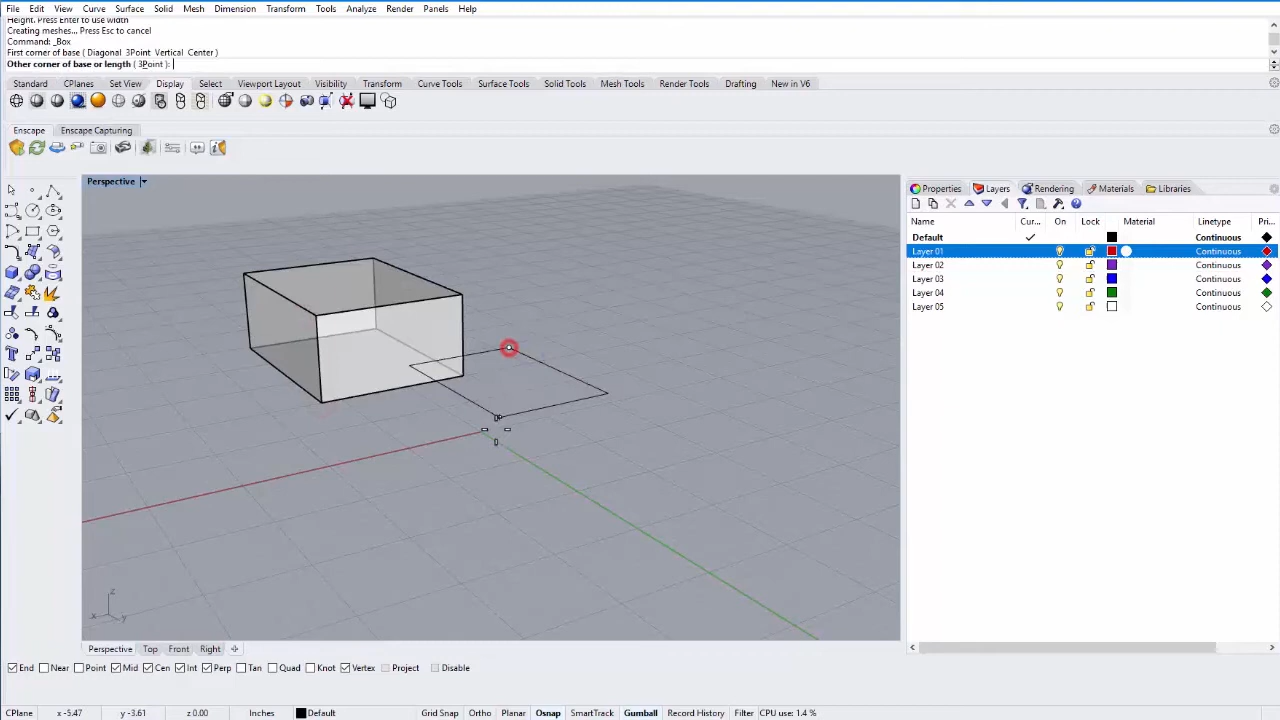 File Edit View Curve Surface Solid Mesh Dimension Transform Tools Analyze Render Panels Help
Height. Press Enter to use width
Creating meshes... Press Esc to cancel
Command: _Box
First corner of base ( Diagonal 3Point Vertical Center )
Other corner of base or length ( 3Point ):
Standard CPlanes Set View Display Select Viewport Layout Visibility Transform Curve Tools Surface Tools Solid Tools Mesh Tools Render Tools Drafting New in V6
Enscape Enscape Capturing
Perspective
Properties Layers Rendering Materials Libraries
Name Cur... On Lock Material Linetype Pri...
Default Continuous
Layer 01 Continuous
Layer 02 Continuous
Layer 03 Continuous
Layer 04 Continuous
Layer 05 Continuous
z
x y
Perspective Top Front Right
End Near Point Mid Cen Int Perp Tan Quad Knot Vertex Project Disable
CPlane x -5.47 y -3.61 z 0.00 Inches Default Grid Snap Ortho Planar Osnap SmartTrack Gumball Record History Filter CPU use: 1.4 %